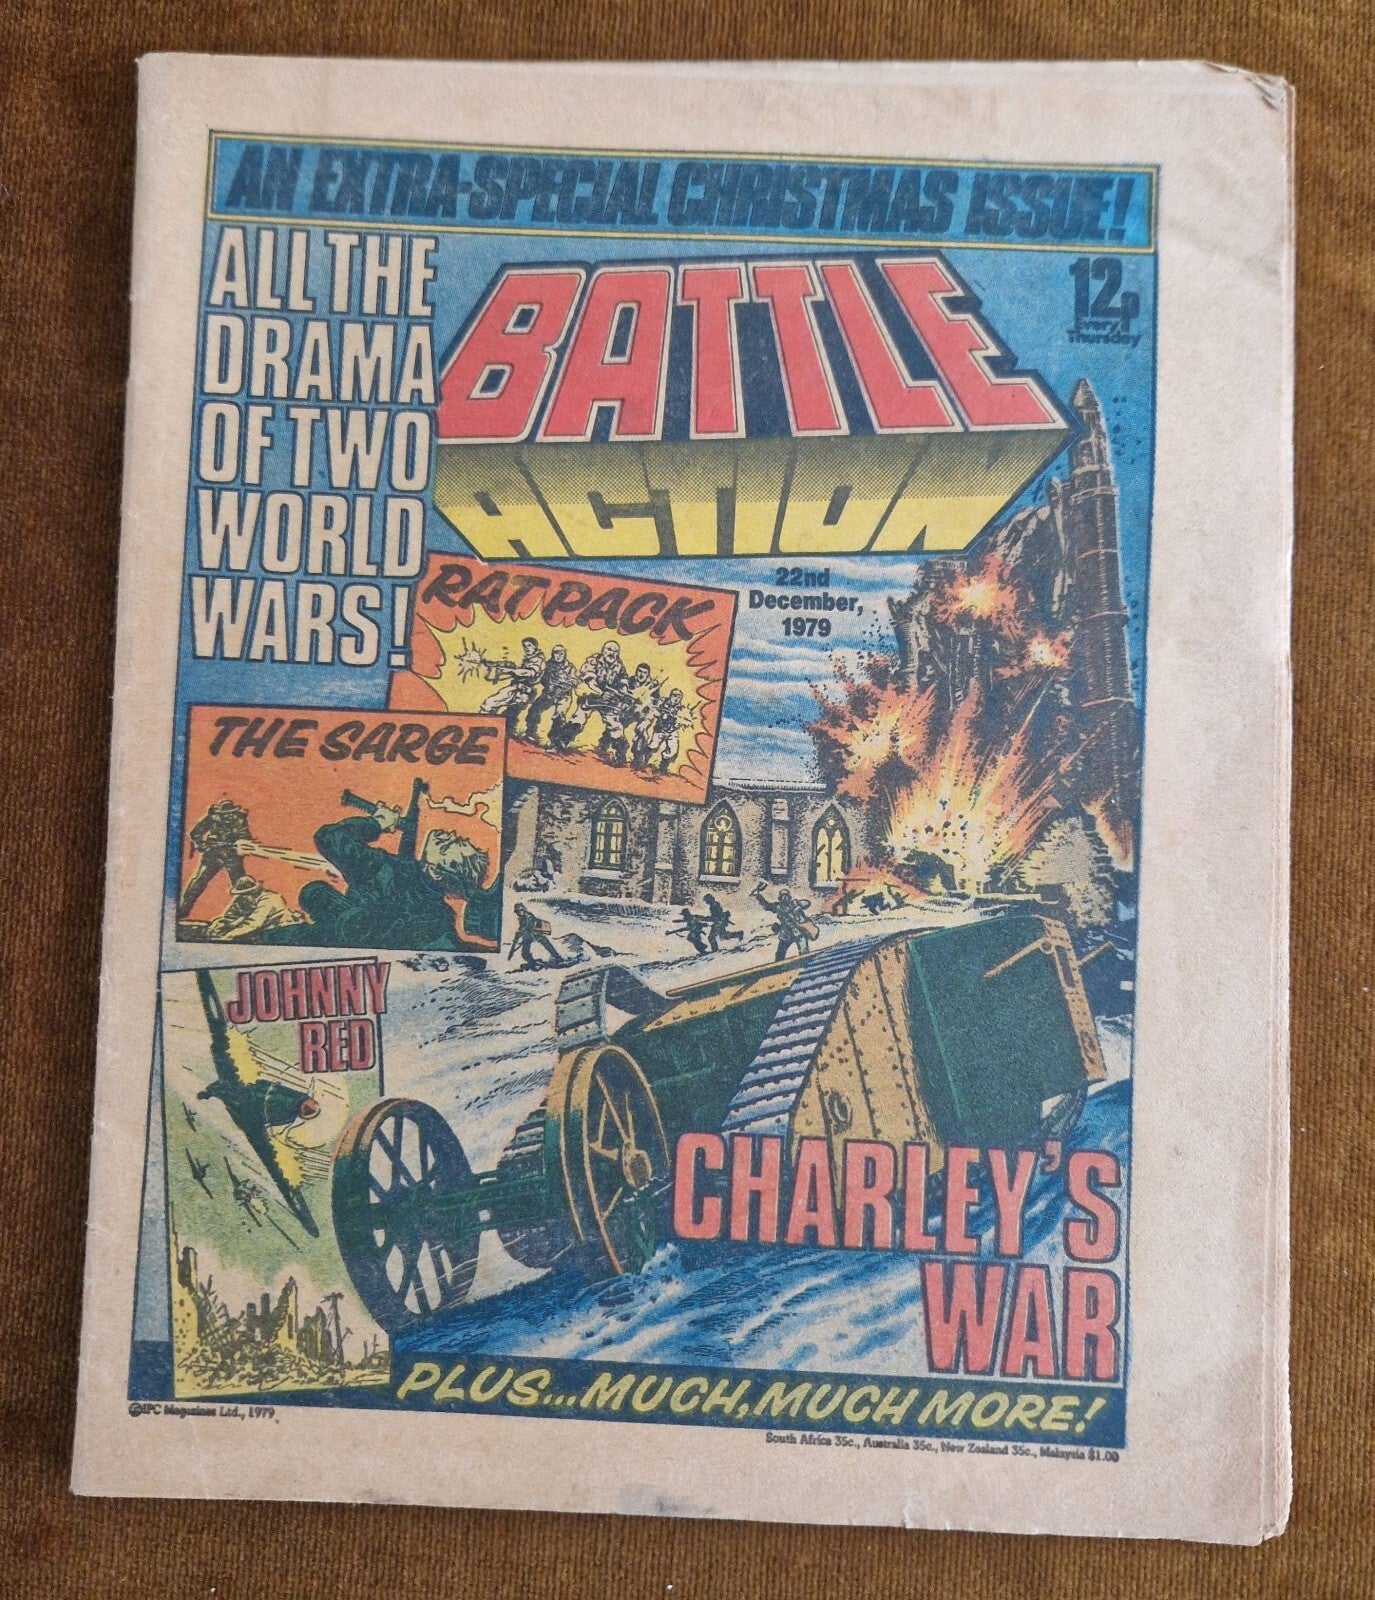 AN EXTRA-SPECIAL CHRISTMAS ISSUE!
ALL THE
DRAMA
OF TWO
WORLD
WARS!
BATTLE
ACTION
12p
Every
Thursday
22nd
December,
1979
RAT PACK
THE SARGE
JOHNNY
RED
CHARLEY'S
WAR
PLUS...MUCH, MUCH MORE!
©IPC Magazines Ltd., 1979
South Africa 35c., Australia 35c., New Zealand 35c., Malaysia $1.00